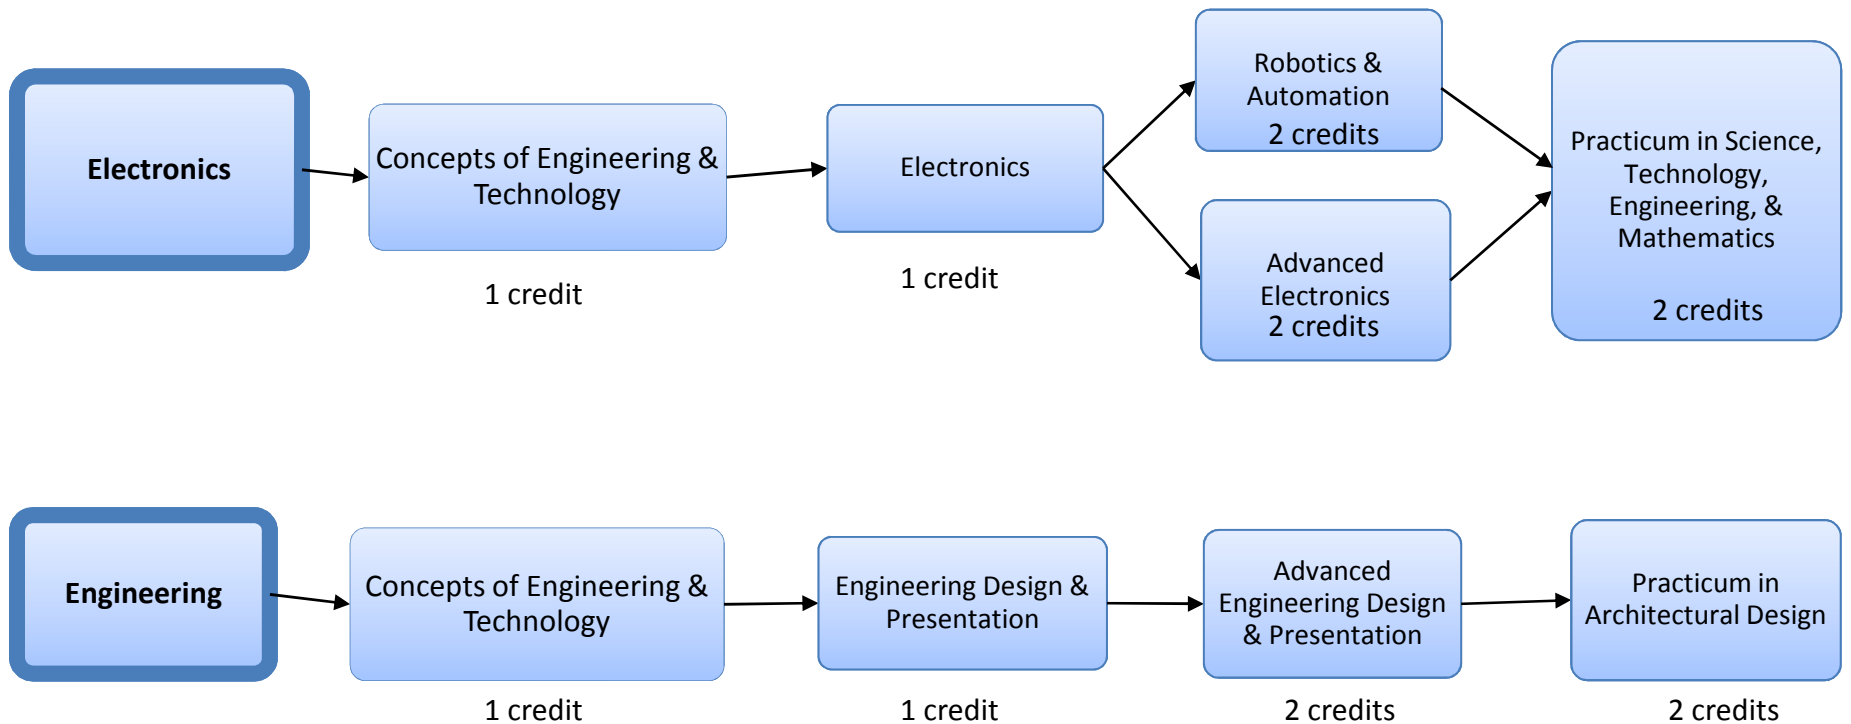 Electronics
Concepts of Engineering &
Technology
1 credit
Electronics
1 credit
Robotics &
Automation
2 credits
Advanced
Electronics
2 credits
Practicum in Science,
Technology,
Engineering, &
Mathematics
2 credits
Engineering
Concepts of Engineering &
Technology
1 credit
Engineering Design &
Presentation
1 credit
Advanced
Engineering Design
& Presentation
2 credits
Practicum in
Architectural Design
2 credits